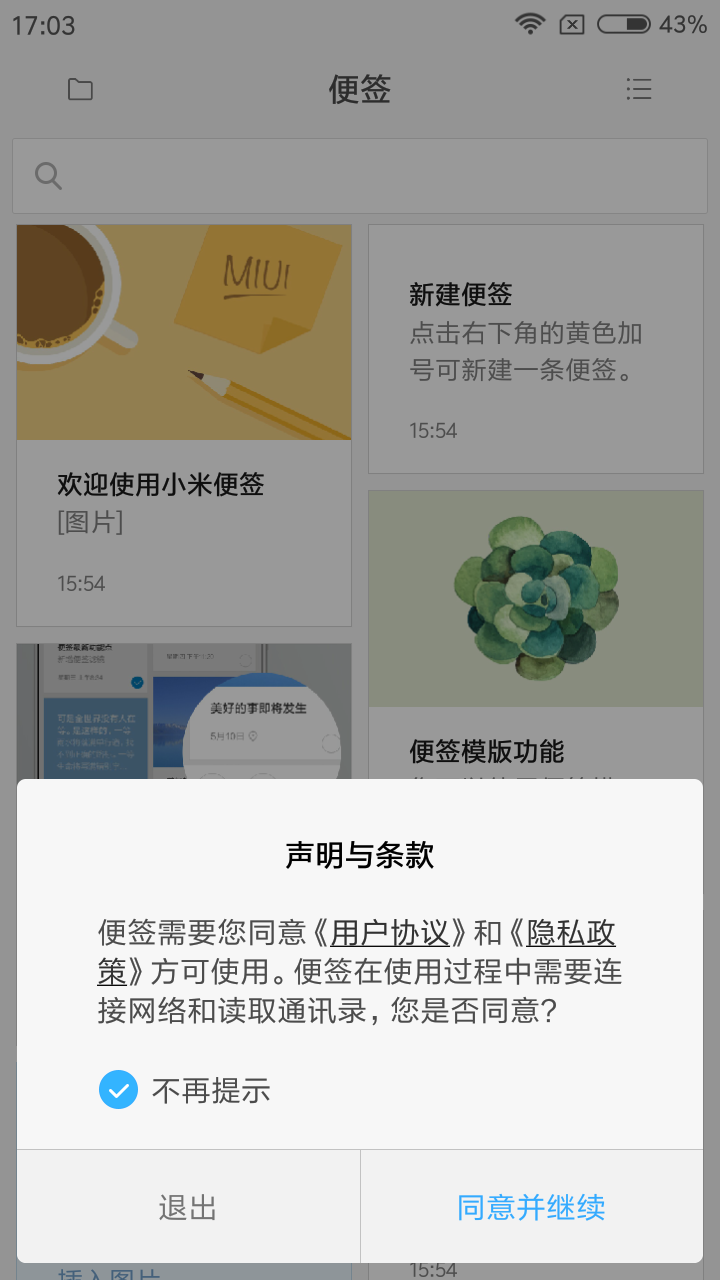 17:03
43%
便签
MIUI
新建便签
点击右下角的黄色加
号可新建一条便签。
15:54
欢迎使用小米便签
[图片]
15:54
美好的事即将发生
5月10日
便签模版功能
声明与条款
便签需要您同意《用户协议》和《隐私政
策》方可使用。便签在使用过程中需要连
接网络和读取通讯录，您是否同意?
不再提示
退出
同意并继续
插入图片
15:54